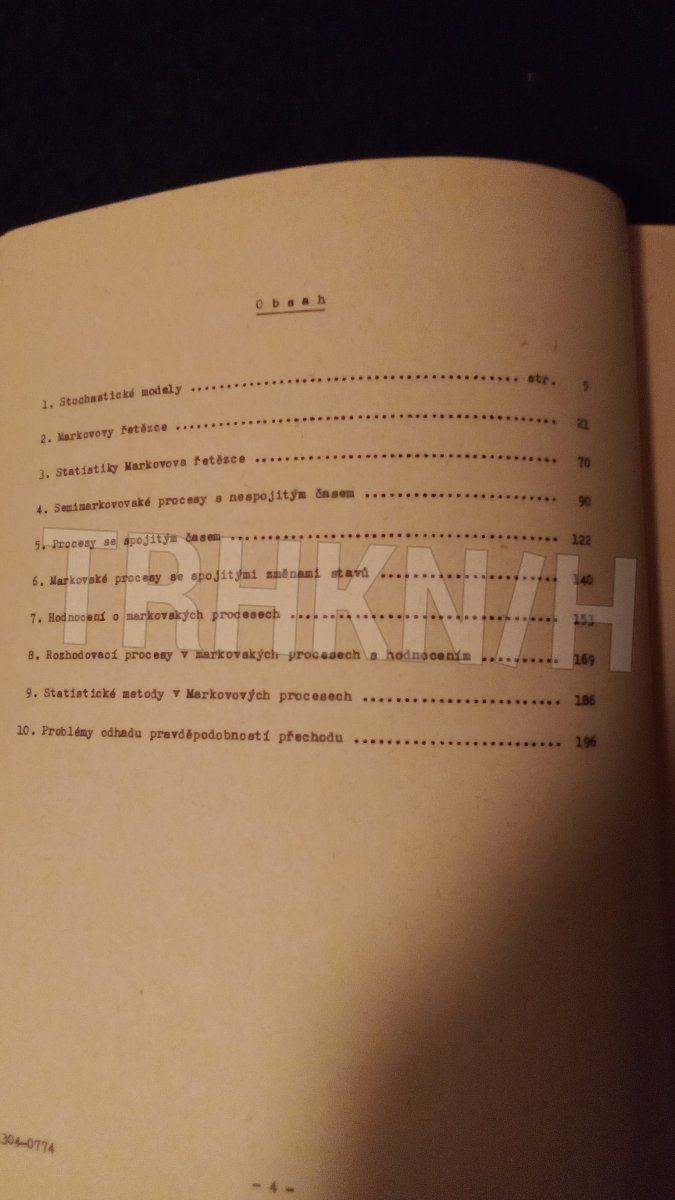 Obsah
1. Stochastické modely ........................................ str. 5
2. Markovovy řetězce ........................................ 21
3. Statistiky Markovova řetězce ........................................ 70
4. Semimarkovovské procesy s nespojitým časem ........................................ 90
5. Procesy se spojitým časem ........................................ 122
6. Markovské procesy se spojitými změnami stavů ........................................ 140
7. Hodnocení o markovských procesech ........................................ 153
8. Rozhodovací procesy v markovských procesech s hodnocením ........................................ 169
9. Statistické metody v Markovových procesech ........................................ 186
10. Problémy odhadu pravděpodobností přechodu ........................................ 196
TRHKN/H
304-0774
- 4 -